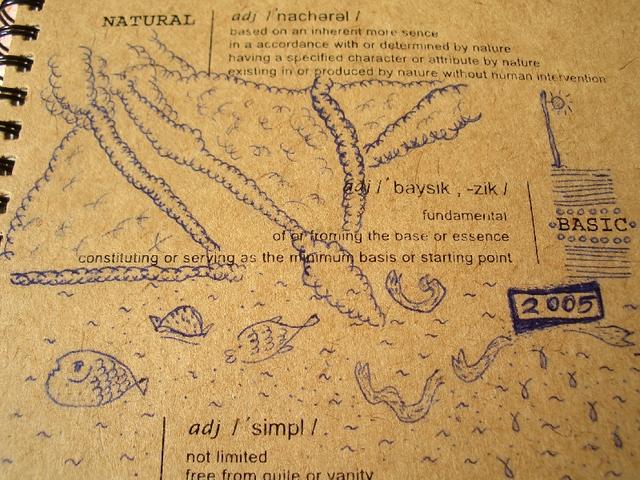 NATURAL
adj / 'nachərəl /
based on an inherent more sence
in a accordance with or determined by nature
having a specified character or attribute by nature
existing in or produced by nature without human intervention
adj / 'baysik , -zik /
fundamental
of or froming the base or essence
constituting or serving as the minimum basis or starting point
BASIC
2005
adj / 'simpl /
not limited
free from guile or vanity